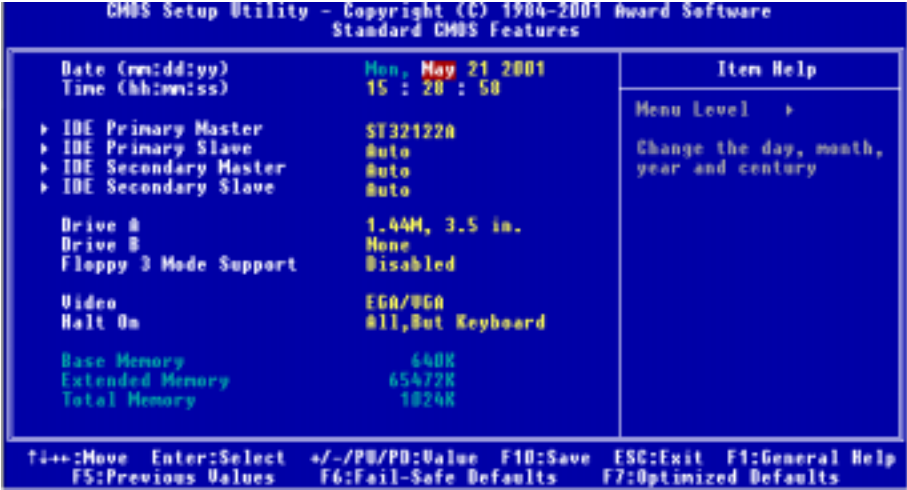 CMOS Setup Utility - Copyright (C) 1984-2001 Award Software
Standard CMOS Features
Date (mm:dd:yy) Mon, May 21 2001
Time (hh:mm:ss) 15 : 28 : 58
IDE Primary Master ST32122A
IDE Primary Slave Auto
IDE Secondary Master Auto
IDE Secondary Slave Auto
Drive A 1.44M, 3.5 in.
Drive B None
Floppy 3 Mode Support Disabled
Video EGA/VGA
Halt On All,But Keyboard
Base Memory 640K
Extended Memory 65472K
Total Memory 1024K
Item Help
Menu Level ▸
Change the day, month,
year and century
↑↓→←:Move Enter:Select +/-/PU/PD:Value F10:Save ESC:Exit F1:General Help
F5:Previous Values F6:Fail-Safe Defaults F7:Optimized Defaults